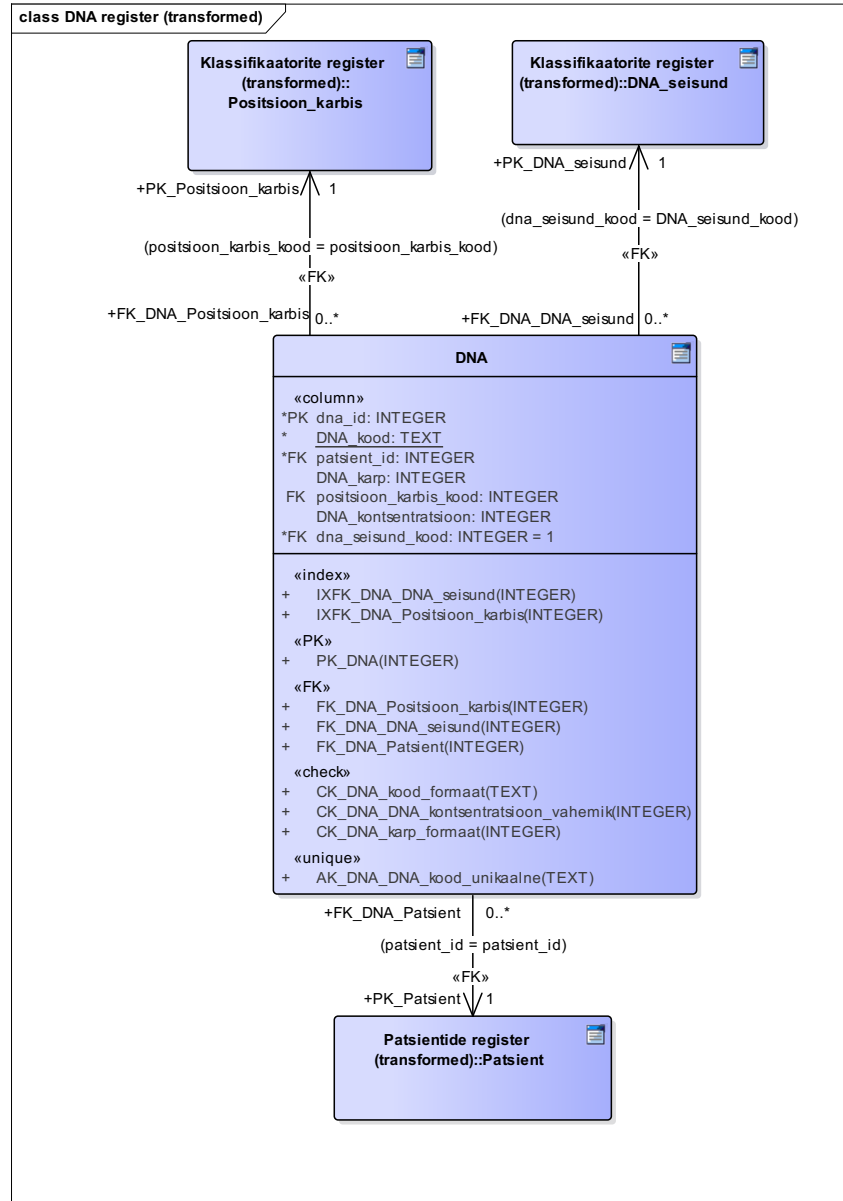 class DNA register (transformed)
Klassifikaatorite register
(transformed)::
Positsioon_karbis
Klassifikaatorite register
(transformed)::DNA_seisund
+PK_Positsioon_karbis
1
+PK_DNA_seisund
1
(positsioon_karbis_kood = positsioon_karbis_kood)
«FK»
(dna_seisund_kood = DNA_seisund_kood)
«FK»
+FK_DNA_Positsioon_karbis
0..*
+FK_DNA_DNA_seisund
0..*
DNA
«column»
*PK dna_id: INTEGER
* DNA_kood: TEXT
*FK patsient_id: INTEGER
DNA_karp: INTEGER
FK positsioon_karbis_kood: INTEGER
DNA_kontsentratsioon: INTEGER
*FK dna_seisund_kood: INTEGER = 1
«index»
+ IXFK_DNA_DNA_seisund(INTEGER)
+ IXFK_DNA_Positsioon_karbis(INTEGER)
«PK»
+ PK_DNA(INTEGER)
«FK»
+ FK_DNA_Positsioon_karbis(INTEGER)
+ FK_DNA_DNA_seisund(INTEGER)
+ FK_DNA_Patsient(INTEGER)
«check»
+ CK_DNA_kood_formaat(TEXT)
+ CK_DNA_DNA_kontsentratsioon_vahemik(INTEGER)
+ CK_DNA_karp_formaat(INTEGER)
«unique»
+ AK_DNA_DNA_kood_unikaalne(TEXT)
+FK_DNA_Patsient
0..*
(patsient_id = patsient_id)
«FK»
+PK_Patsient
1
Patsientide register
(transformed)::Patsient